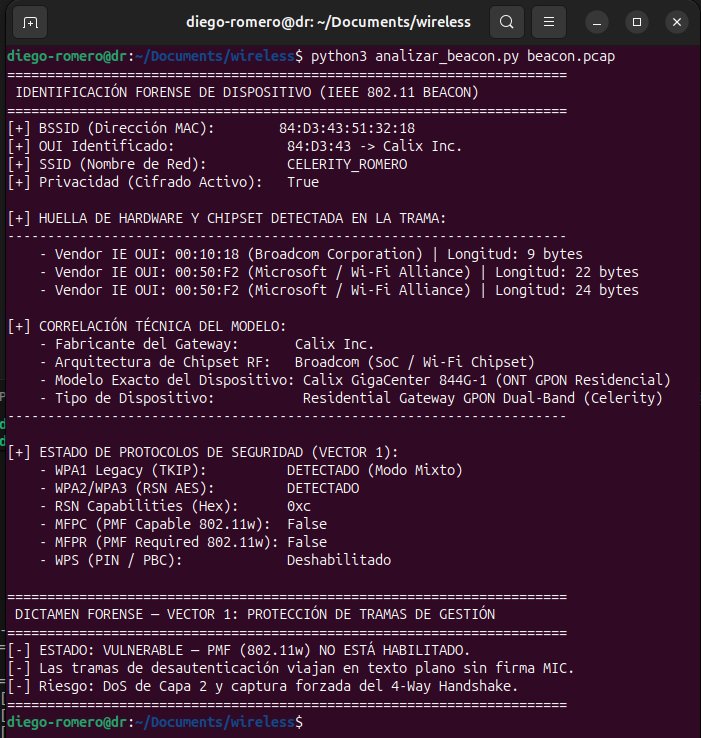 diego-romero@dr: ~/Documents/wireless
diego-romero@dr:~/Documents/wireless$ python3 analizar_beacon.py beacon.pcap
======================================================================
IDENTIFICACIÓN FORENSE DE DISPOSITIVO (IEEE 802.11 BEACON)
======================================================================
[+] BSSID (Dirección MAC):        84:D3:43:51:32:18
[+] OUI Identificado:              84:D3:43 -> Calix Inc.
[+] SSID (Nombre de Red):          CELERITY_ROMERO
[+] Privacidad (Cifrado Activo):   True
[+] HUELLA DE HARDWARE Y CHIPSET DETECTADA EN LA TRAMA:
----------------------------------------------------------------------
- Vendor IE OUI: 00:10:18 (Broadcom Corporation) | Longitud: 9 bytes
- Vendor IE OUI: 00:50:F2 (Microsoft / Wi-Fi Alliance) | Longitud: 22 bytes
- Vendor IE OUI: 00:50:F2 (Microsoft / Wi-Fi Alliance) | Longitud: 24 bytes
[+] CORRELACIÓN TÉCNICA DEL MODELO:
- Fabricante del Gateway:       Calix Inc.
- Arquitectura de Chipset RF:   Broadcom (SoC / Wi-Fi Chipset)
- Modelo Exacto del Dispositivo: Calix GigaCenter 844G-1 (ONT GPON Residencial)
- Tipo de Dispositivo:           Residential Gateway GPON Dual-Band (Celerity)
----------------------------------------------------------------------
[+] ESTADO DE PROTOCOLOS DE SEGURIDAD (VECTOR 1):
- WPA1 Legacy (TKIP):          DETECTADO (Modo Mixto)
- WPA2/WPA3 (RSN AES):         DETECTADO
- RSN Capabilities (Hex):      0xc
- MFPC (PMF Capable 802.11w):  False
- MFPR (PMF Required 802.11w): False
- WPS (PIN / PBC):             Deshabilitado
======================================================================
DICTAMEN FORENSE — VECTOR 1: PROTECCIÓN DE TRAMAS DE GESTIÓN
======================================================================
[-] ESTADO: VULNERABLE — PMF (802.11w) NO ESTÁ HABILITADO.
[-] Las tramas de desautenticación viajan en texto plano sin firma MIC.
[-] Riesgo: DoS de Capa 2 y captura forzada del 4-Way Handshake.
======================================================================
diego-romero@dr:~/Documents/wireless$